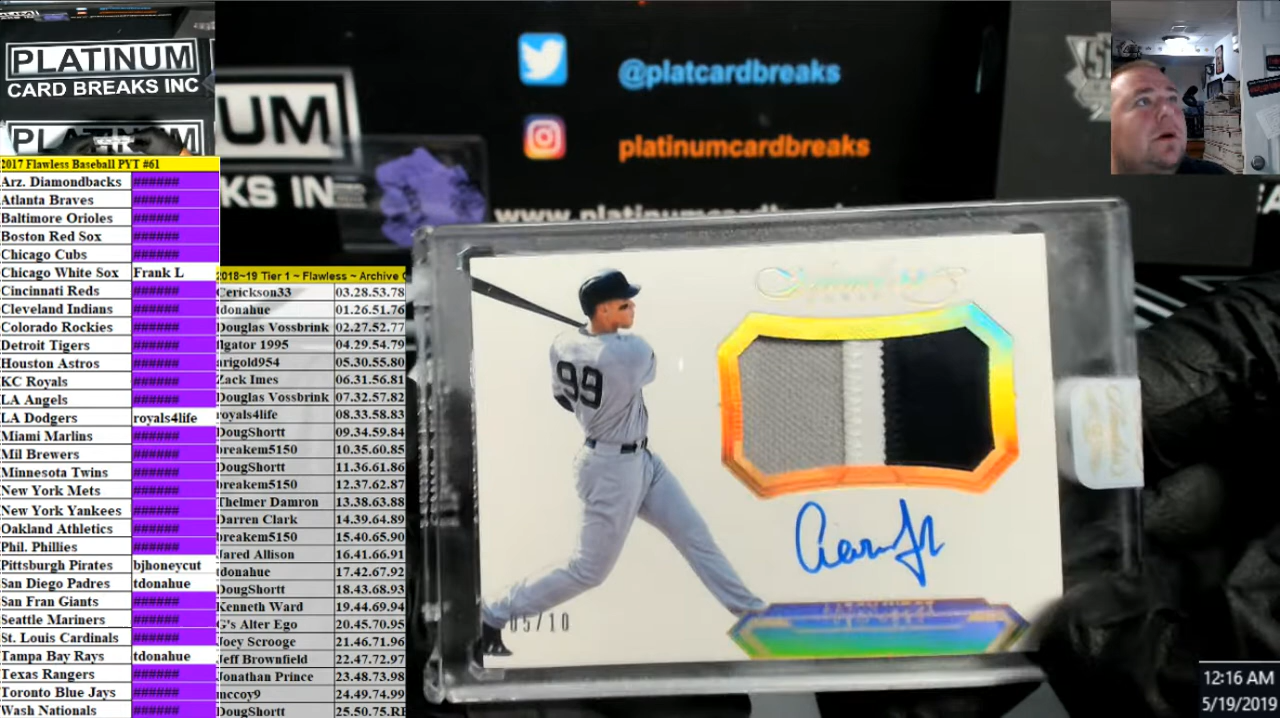 PLATINUM
CARD BREAKS INC
PL TINUM
2017 Flawless Baseball PYT #61
Arz. Diamondbacks ######
Atlanta Braves ######
Baltimore Orioles ######
Boston Red Sox ######
Chicago Cubs ######
Chicago White Sox Frank L
Cincinnati Reds ######
Cleveland Indians ######
Colorado Rockies ######
Detroit Tigers ######
Houston Astros ######
KC Royals ######
LA Angels ######
LA Dodgers royals4life
Miami Marlins ######
Mil Brewers ######
Minnesota Twins ######
New York Mets ######
New York Yankees ######
Oakland Athletics ######
Phil. Phillies ######
Pittsburgh Pirates bjhoneycut
San Diego Padres tdonahue
San Fran Giants ######
Seattle Mariners ######
St. Louis Cardinals ######
Tampa Bay Rays tdonahue
Texas Rangers ######
Toronto Blue Jays ######
Wash Nationals ######
UM
KS IN
2018~19 Tier 1 ~ Flawless ~ Archive
Cerickson33 03.28.53.78
tdonahue 01.26.51.76
Douglas Vossbrink 02.27.52.77
lgator 1995 04.29.54.79
arigold954 05.30.55.80
Zack Imes 06.31.56.81
Douglas Vossbrink 07.32.57.82
royals4life 08.33.58.83
DougShortt 09.34.59.84
breakem5150 10.35.60.85
DougShortt 11.36.61.86
breakem5150 12.37.62.87
Thelmer Damron 13.38.63.88
Darren Clark 14.39.64.89
breakem5150 15.40.65.90
Jared Allison 16.41.66.91
tdonahue 17.42.67.92
DougShortt 18.43.68.93
Kenneth Ward 19.44.69.94
G's Alter Ego 20.45.70.95
Joey Scrooge 21.46.71.96
Jeff Brownfield 22.47.72.97
Jonathan Prince 23.48.73.98
mccoy9 24.49.74.99
DougShortt 25.50.75.RE
@platcardbreaks
platinumcardbreaks
www.platinumcard
99
05/10
12:16 AM
5/19/2019